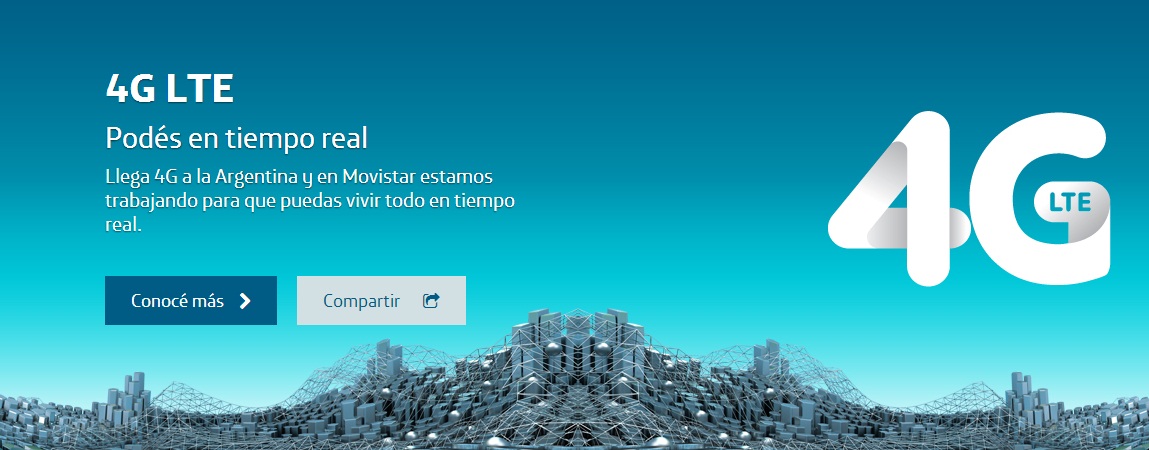 4G LTE
Podés en tiempo real
Llega 4G a la Argentina y en Movistar estamos
trabajando para que puedas vivir todo en tiempo
real.
Conocé más
Compartir
4G
LTE